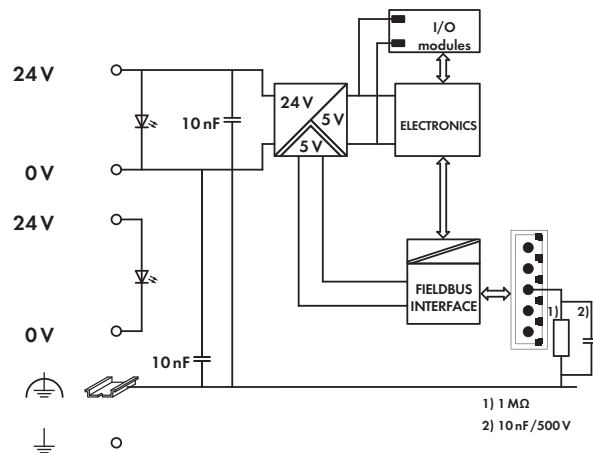 I/O
modules
24 V
24 V
10 nF
5 V
5 V
ELECTRONICS
0 V
24 V
FIELDBUS
INTERFACE
1)
2)
0 V
10 nF
1) 1 MΩ
2) 10 nF/500 V